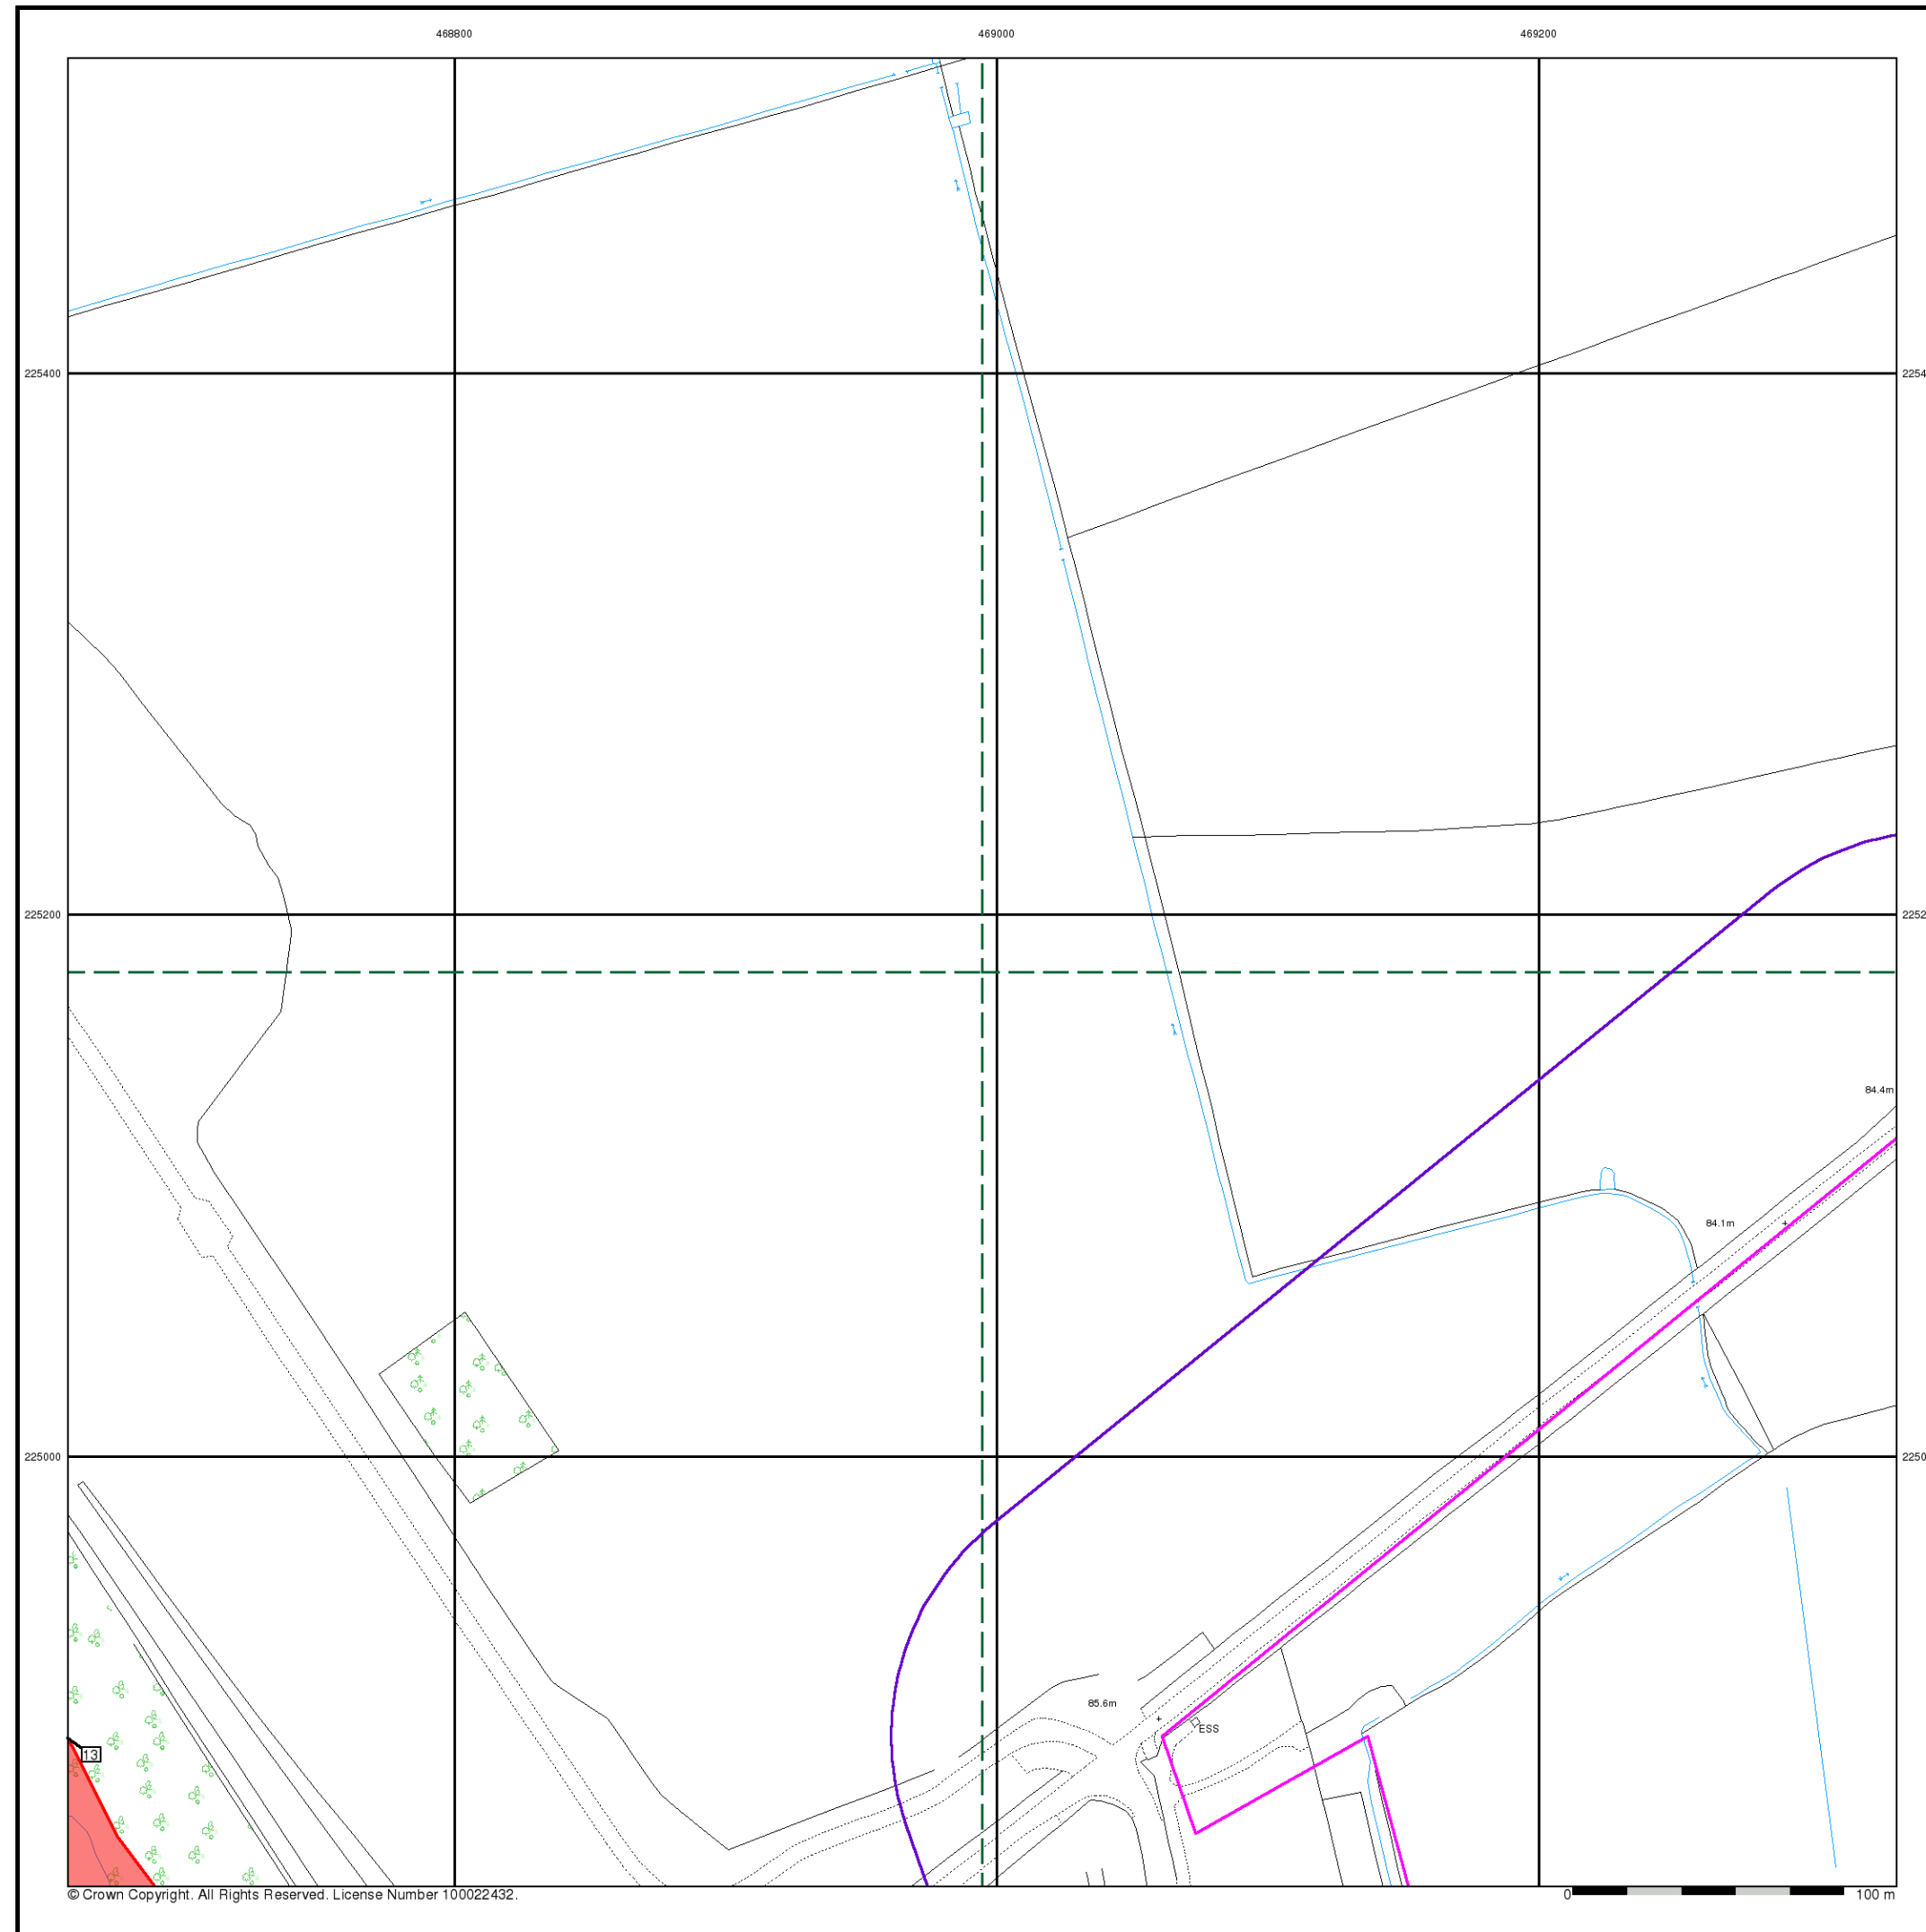 468800 469000 469200
225400 2254
225200 2252
84.4m
84.1m
225000 2250
85.6m
ESS
13
© Crown Copyright. All Rights Reserved. License Number 100022432.
0 100 m